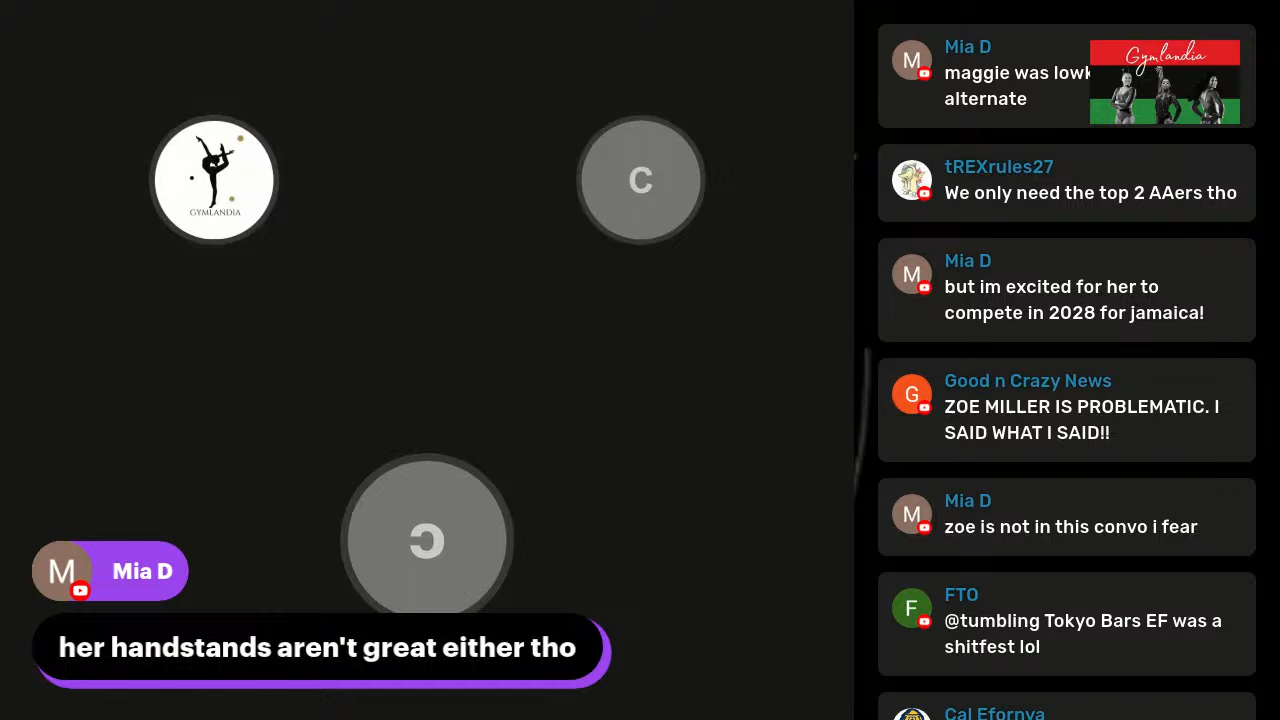 GYMLANDIA
C
C
Mia D
her handstands aren't great either tho
Mia D
maggie was lowk
alternate
Gymlandia
tREXrules27
We only need the top 2 AAers tho
M
Mia D
but im excited for her to
compete in 2028 for jamaica!
G
Good n Crazy News
ZOE MILLER IS PROBLEMATIC. I
SAID WHAT I SAID!!
M
Mia D
zoe is not in this convo i fear
F
FTO
@tumbling Tokyo Bars EF was a
shitfest lol
Cal Efornya